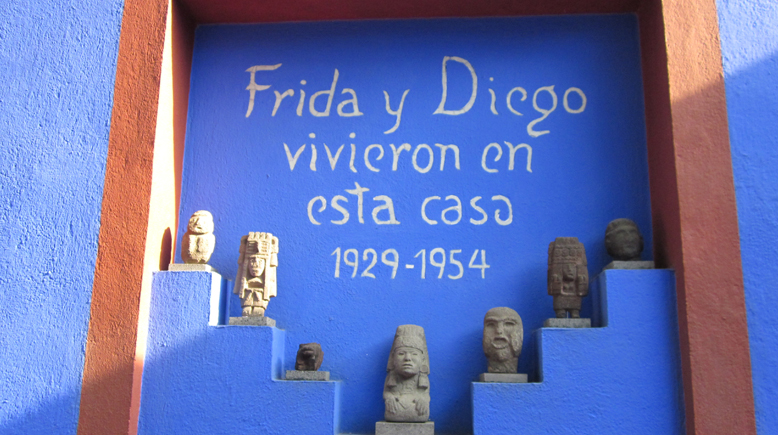 Frida y Diego
vivieron en
esta casa
1929-1954